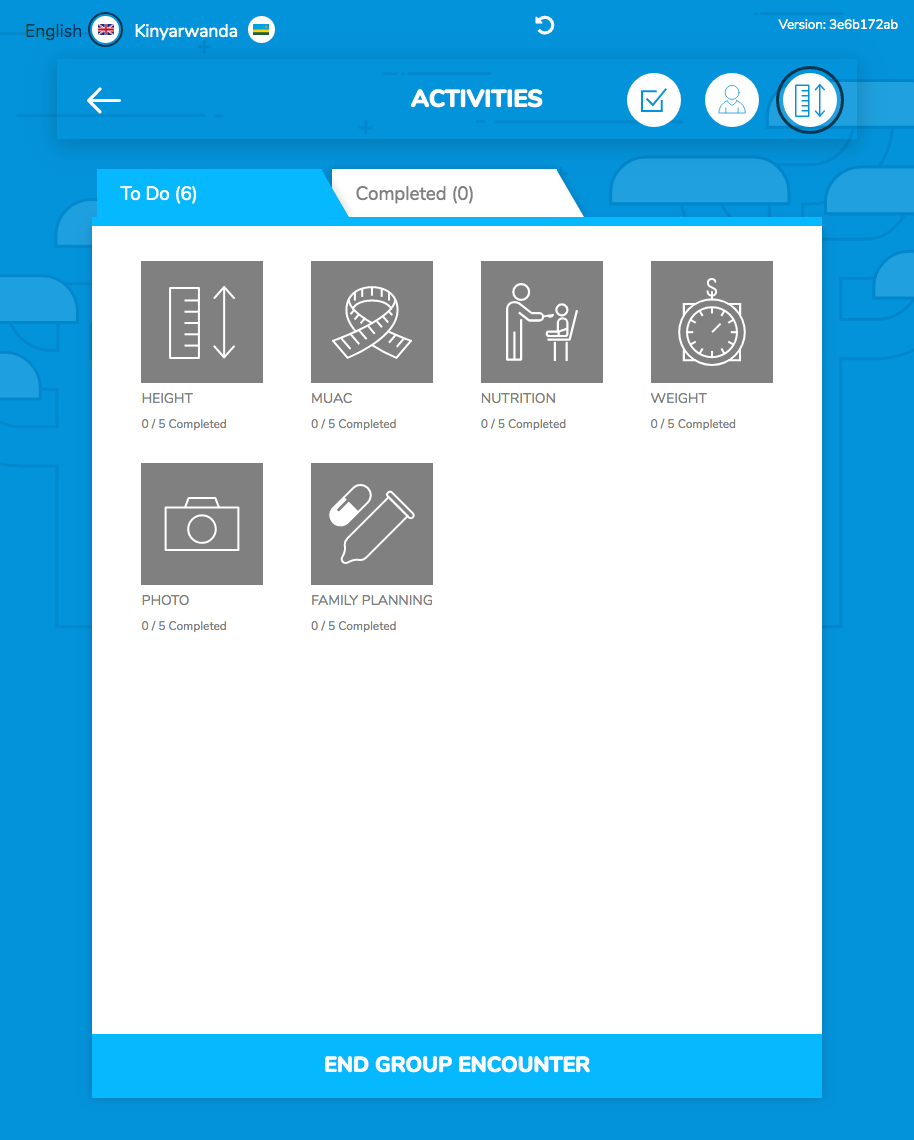 English Kinyarwanda Version: 3e6b172ab
ACTIVITIES
To Do (6) Completed (0)
HEIGHT MUAC NUTRITION WEIGHT
0 / 5 Completed 0 / 5 Completed 0 / 5 Completed 0 / 5 Completed
PHOTO FAMILY PLANNING
0 / 5 Completed 0 / 5 Completed
END GROUP ENCOUNTER